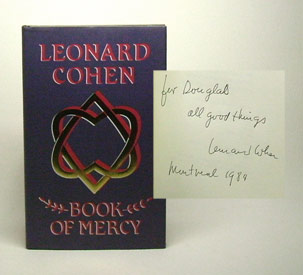 LEONARD
COHEN
BOOK
OF MERCY
for Douglas
all good things
Leonard Cohen
Montreal 1984